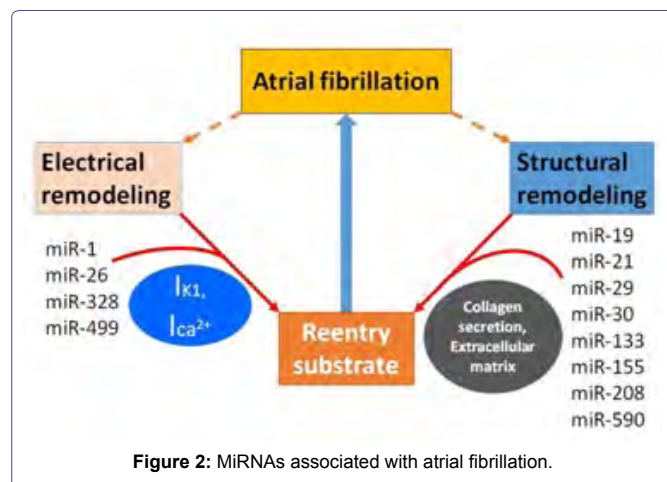 Atrial fibrillation
Electrical
remodeling
Structural
remodeling
miR-1
miR-26
miR-328
miR-499
IK1,
ICa2+
Reentry
substrate
Collagen
secretion,
Extracellular
matrix
miR-19
miR-21
miR-29
miR-30
miR-133
miR-155
miR-208
miR-590
Figure 2: MiRNAs associated with atrial fibrillation.